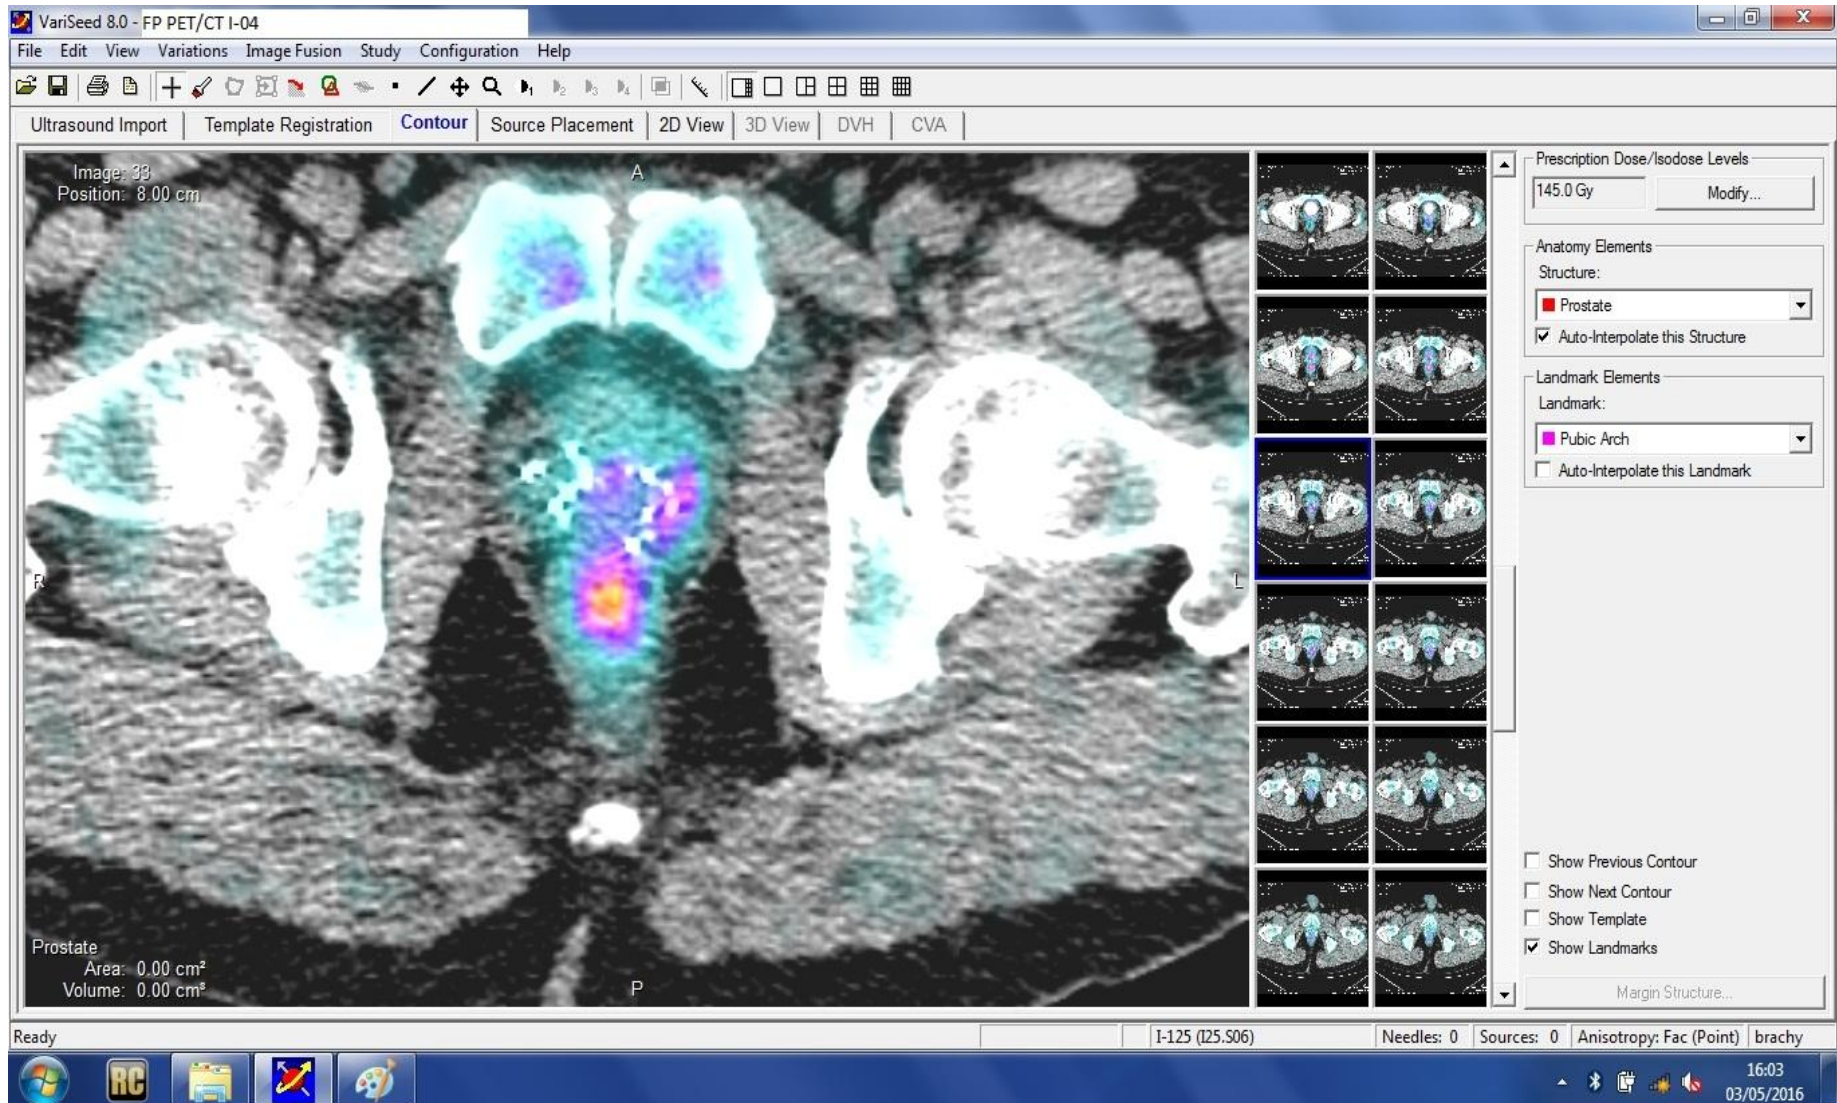 VariSeed 8.0 - FP PET/CT I-04
File Edit View Variations Image Fusion Study Configuration Help
Ultrasound Import Template Registration Contour Source Placement 2D View 3D View DVH CVA
Image: 33
Position: 8.00 cm
A
R
L
P
Prostate
Area: 0.00 cm²
Volume: 0.00 cm³
Prescription Dose/Isodose Levels
145.0 Gy Modify...
Anatomy Elements
Structure:
Prostate
Auto-Interpolate this Structure
Landmark Elements
Landmark:
Pubic Arch
Auto-Interpolate this Landmark
Show Previous Contour
Show Next Contour
Show Template
Show Landmarks
Margin Structure...
Ready I-125 (I25.S06) Needles: 0 Sources: 0 Anisotropy: Fac (Point) brachy
RC
16:03
03/05/2016